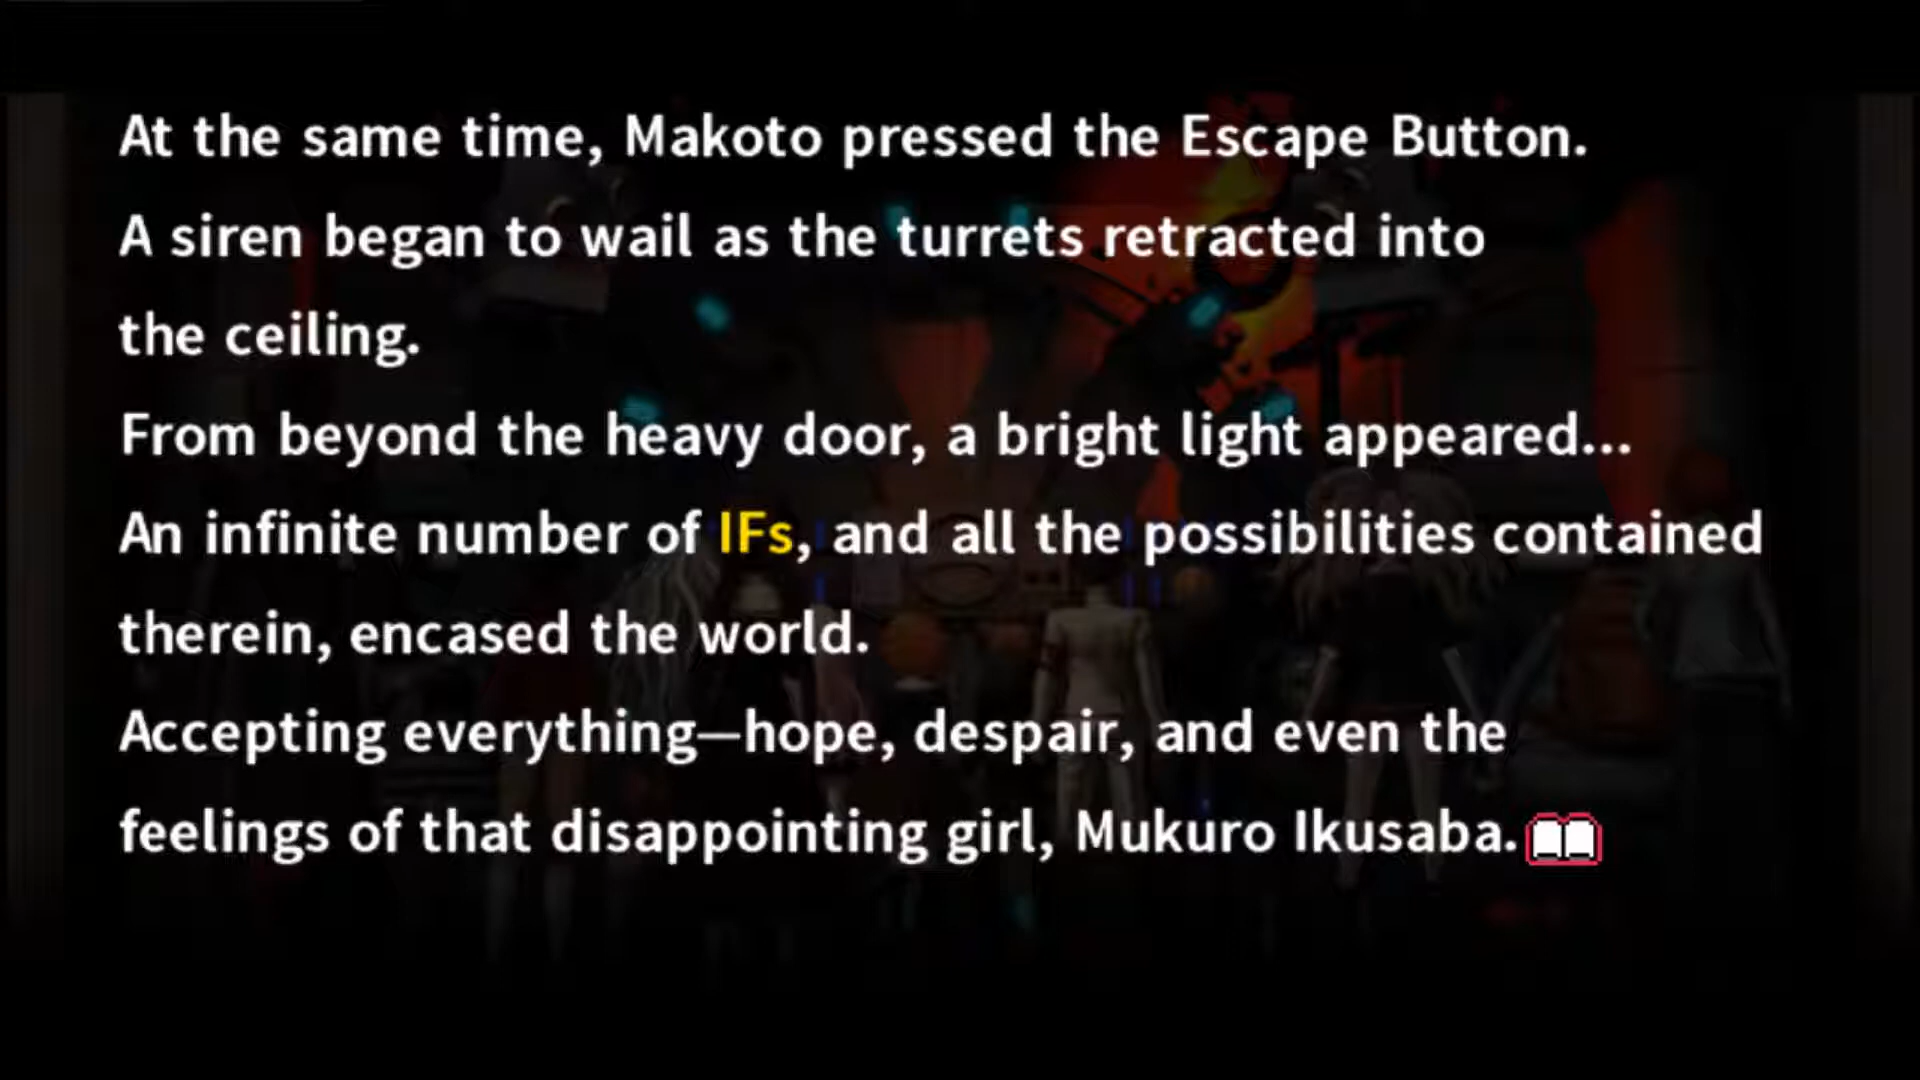 At the same time, Makoto pressed the Escape Button.
A siren began to wail as the turrets retracted into
the ceiling.
From beyond the heavy door, a bright light appeared...
An infinite number of IFs, and all the possibilities contained
therein, encased the world.
Accepting everything—hope, despair, and even the
feelings of that disappointing girl, Mukuro Ikusaba.